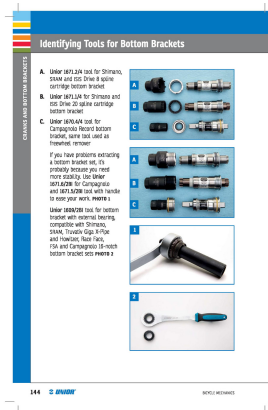 Identifying Tools for Bottom Brackets
CRANKS AND BOTTOM BRACKETS
A. Unior 1671.2/4 tool for Shimano,
SRAM and ISIS Drive 8 spline
cartridge bottom bracket
B. Unior 1671.1/4 for Shimano and
ISIS Drive 20 spline cartridge
bottom bracket
C. Unior 1670.4/4 tool for
Campagnolo Record bottom
bracket, same tool used as
freewheel remover
If you have problems extracting
a bottom bracket set, it's
probably because you need
more stability. Use Unior
1671.6/2BI for Campagnolo
and 1671.5/2BI tool with handle
to ease your work. PHOTO 1
Unior 1609/2BI tool for bottom
bracket with external bearing,
compatible with Shimano,
SRAM, Truvativ Giga X-Pipe
and Howitzer, Race Face,
FSA and Campagnolo 16-notch
bottom bracket sets PHOTO 2
A
B
C
A
B
C
1
2
144
UNIOR
BICYCLE MECHANICS